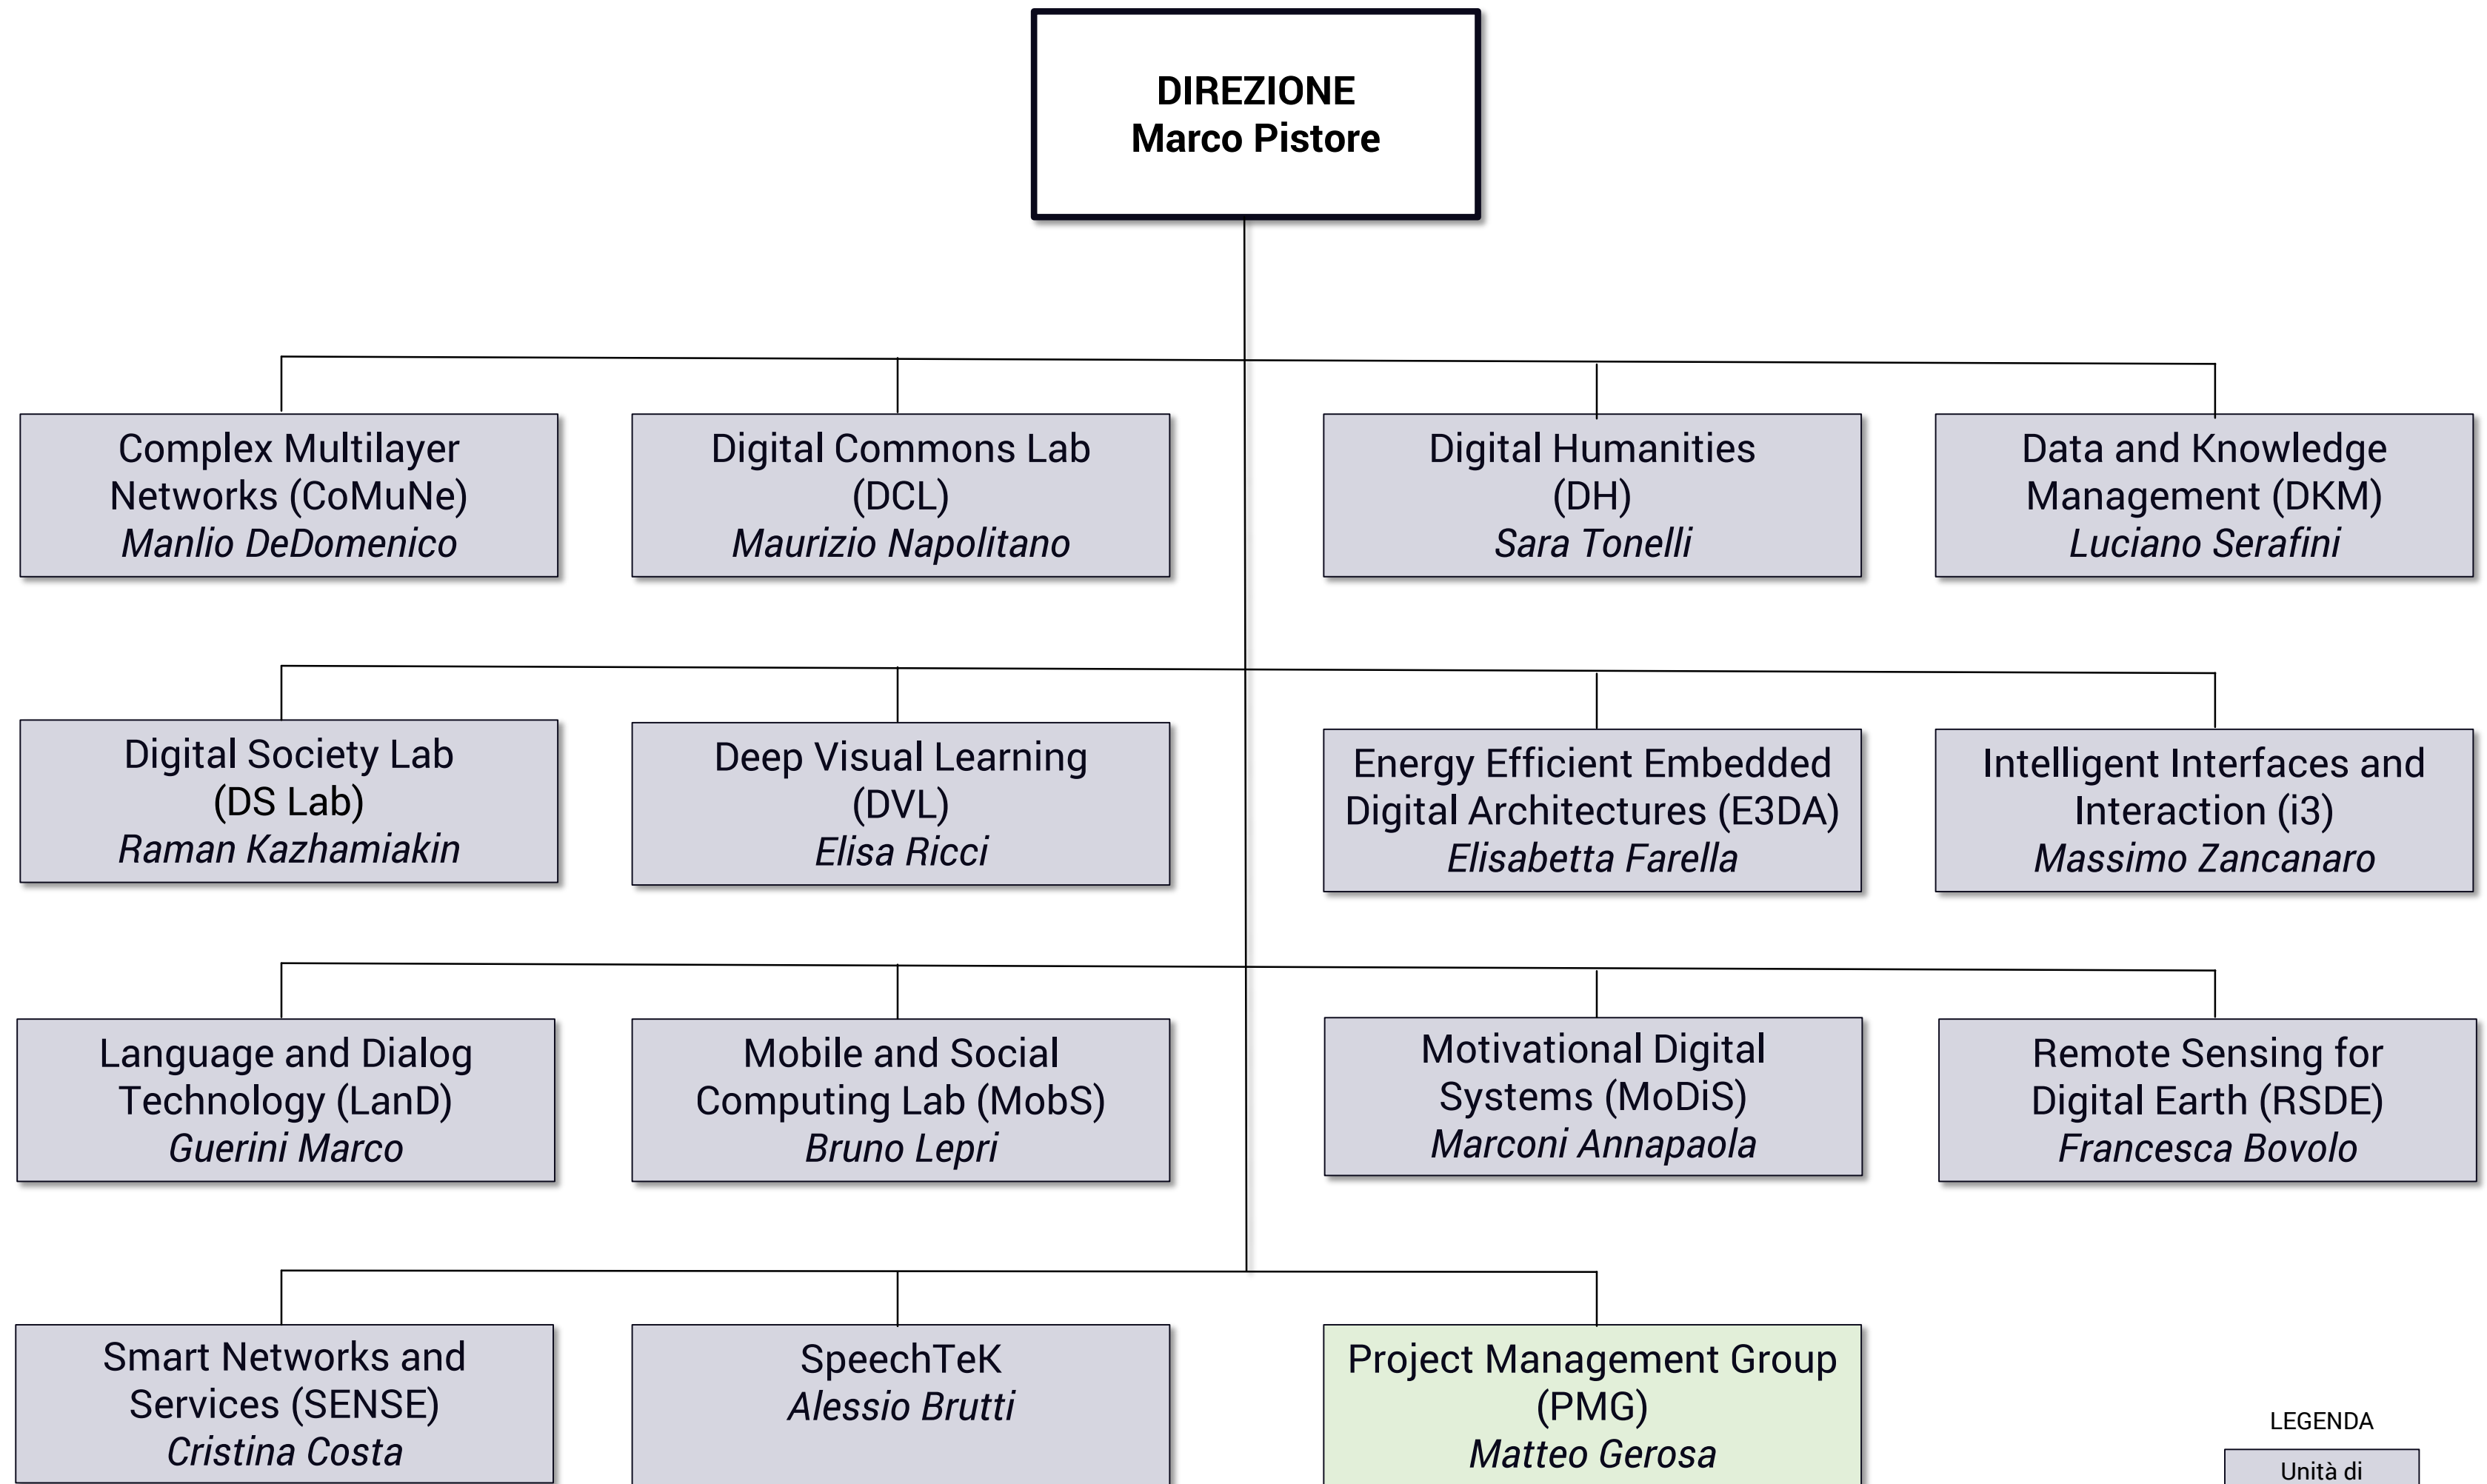 DIREZIONE
Marco Pistore
Complex Multilayer
Networks (CoMuNe)
Manlio DeDomenico
Digital Commons Lab
(DCL)
Maurizio Napolitano
Digital Humanities
(DH)
Sara Tonelli
Data and Knowledge
Management (DKM)
Luciano Serafini
Digital Society Lab
(DS Lab)
Raman Kazhamiakin
Deep Visual Learning
(DVL)
Elisa Ricci
Energy Efficient Embedded
Digital Architectures (E3DA)
Elisabetta Farella
Intelligent Interfaces and
Interaction (i3)
Massimo Zancanaro
Language and Dialog
Technology (LanD)
Guerini Marco
Mobile and Social
Computing Lab (MobS)
Bruno Lepri
Motivational Digital
Systems (MoDiS)
Marconi Annapaola
Remote Sensing for
Digital Earth (RSDE)
Francesca Bovolo
Smart Networks and
Services (SENSE)
Cristina Costa
SpeechTeK
Alessio Brutti
Project Management Group
(PMG)
Matteo Gerosa
LEGENDA
Unità di